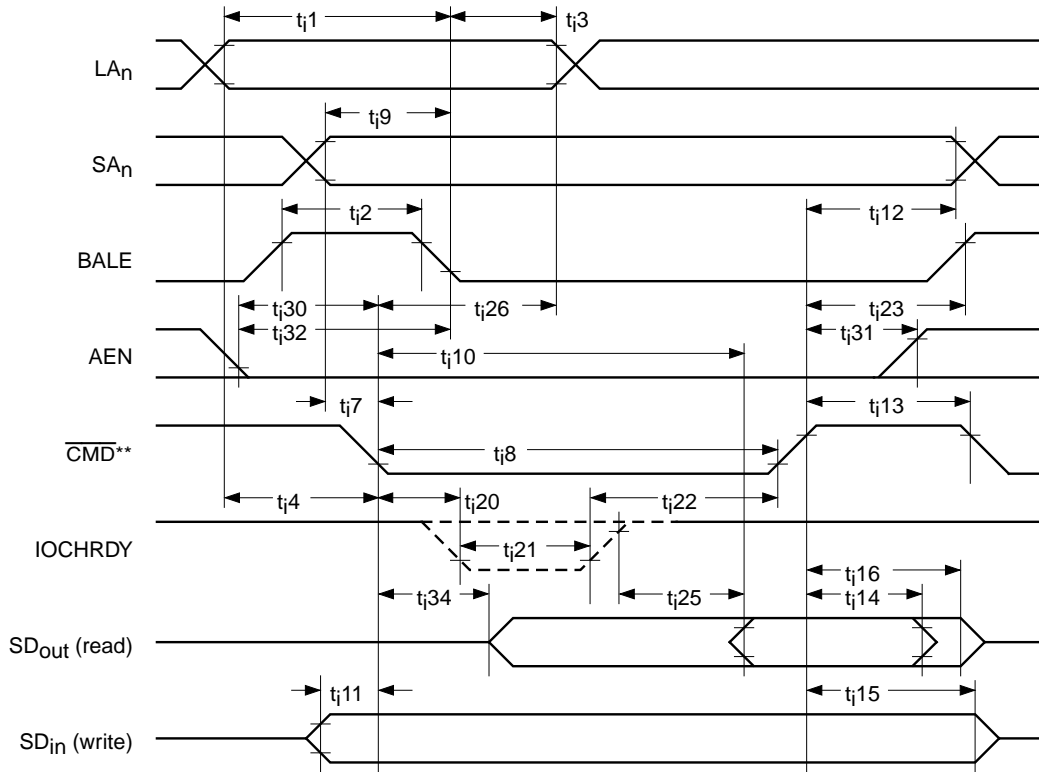 ti1 ti3
LAn
ti9
SAn
ti2 ti12
BALE
ti30 ti26 ti23
ti32 ti31
AEN
ti10
ti7 ti13
CMD**
ti8
ti4 ti20 ti22
IOCHRDY
ti21
ti16
ti34 ti25 ti14
SDout (read)
ti11 ti15
SDin (write)